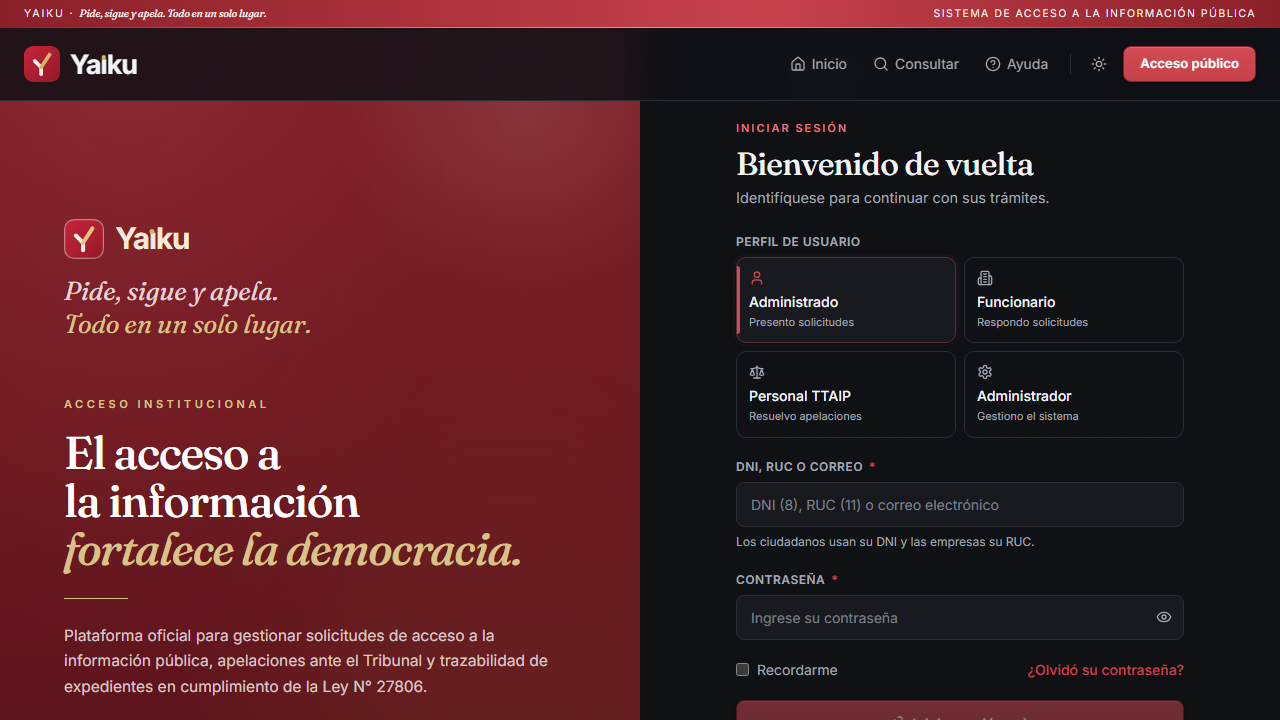 YAIKU · Pide, sigue y apela. Todo en un solo lugar.
SISTEMA DE ACCESO A LA INFORMACIÓN PÚBLICA
Yaiku
Inicio
Consultar
Ayuda
Acceso público
Yaiku
Pide, sigue y apela.
Todo en un solo lugar.
ACCESO INSTITUCIONAL
El acceso a
la información
fortalece la democracia.
Plataforma oficial para gestionar solicitudes de acceso a la
información pública, apelaciones ante el Tribunal y trazabilidad de
expedientes en cumplimiento de la Ley N° 27806.
INICIAR SESIÓN
Bienvenido de vuelta
Identifíquese para continuar con sus trámites.
PERFIL DE USUARIO
Administrado
Presento solicitudes
Funcionario
Respondo solicitudes
Personal TTAIP
Resuelvo apelaciones
Administrador
Gestiono el sistema
DNI, RUC O CORREO *
DNI (8), RUC (11) o correo electrónico
Los ciudadanos usan su DNI y las empresas su RUC.
CONTRASEÑA *
Ingrese su contraseña
Recordarme
¿Olvidó su contraseña?